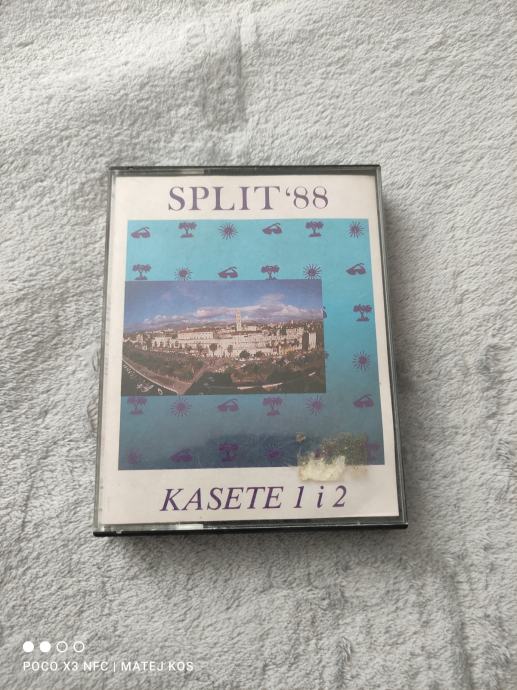 SPLIT '88
KASETE 1 i 2
POCO X3 NFC | MATEJ KOS